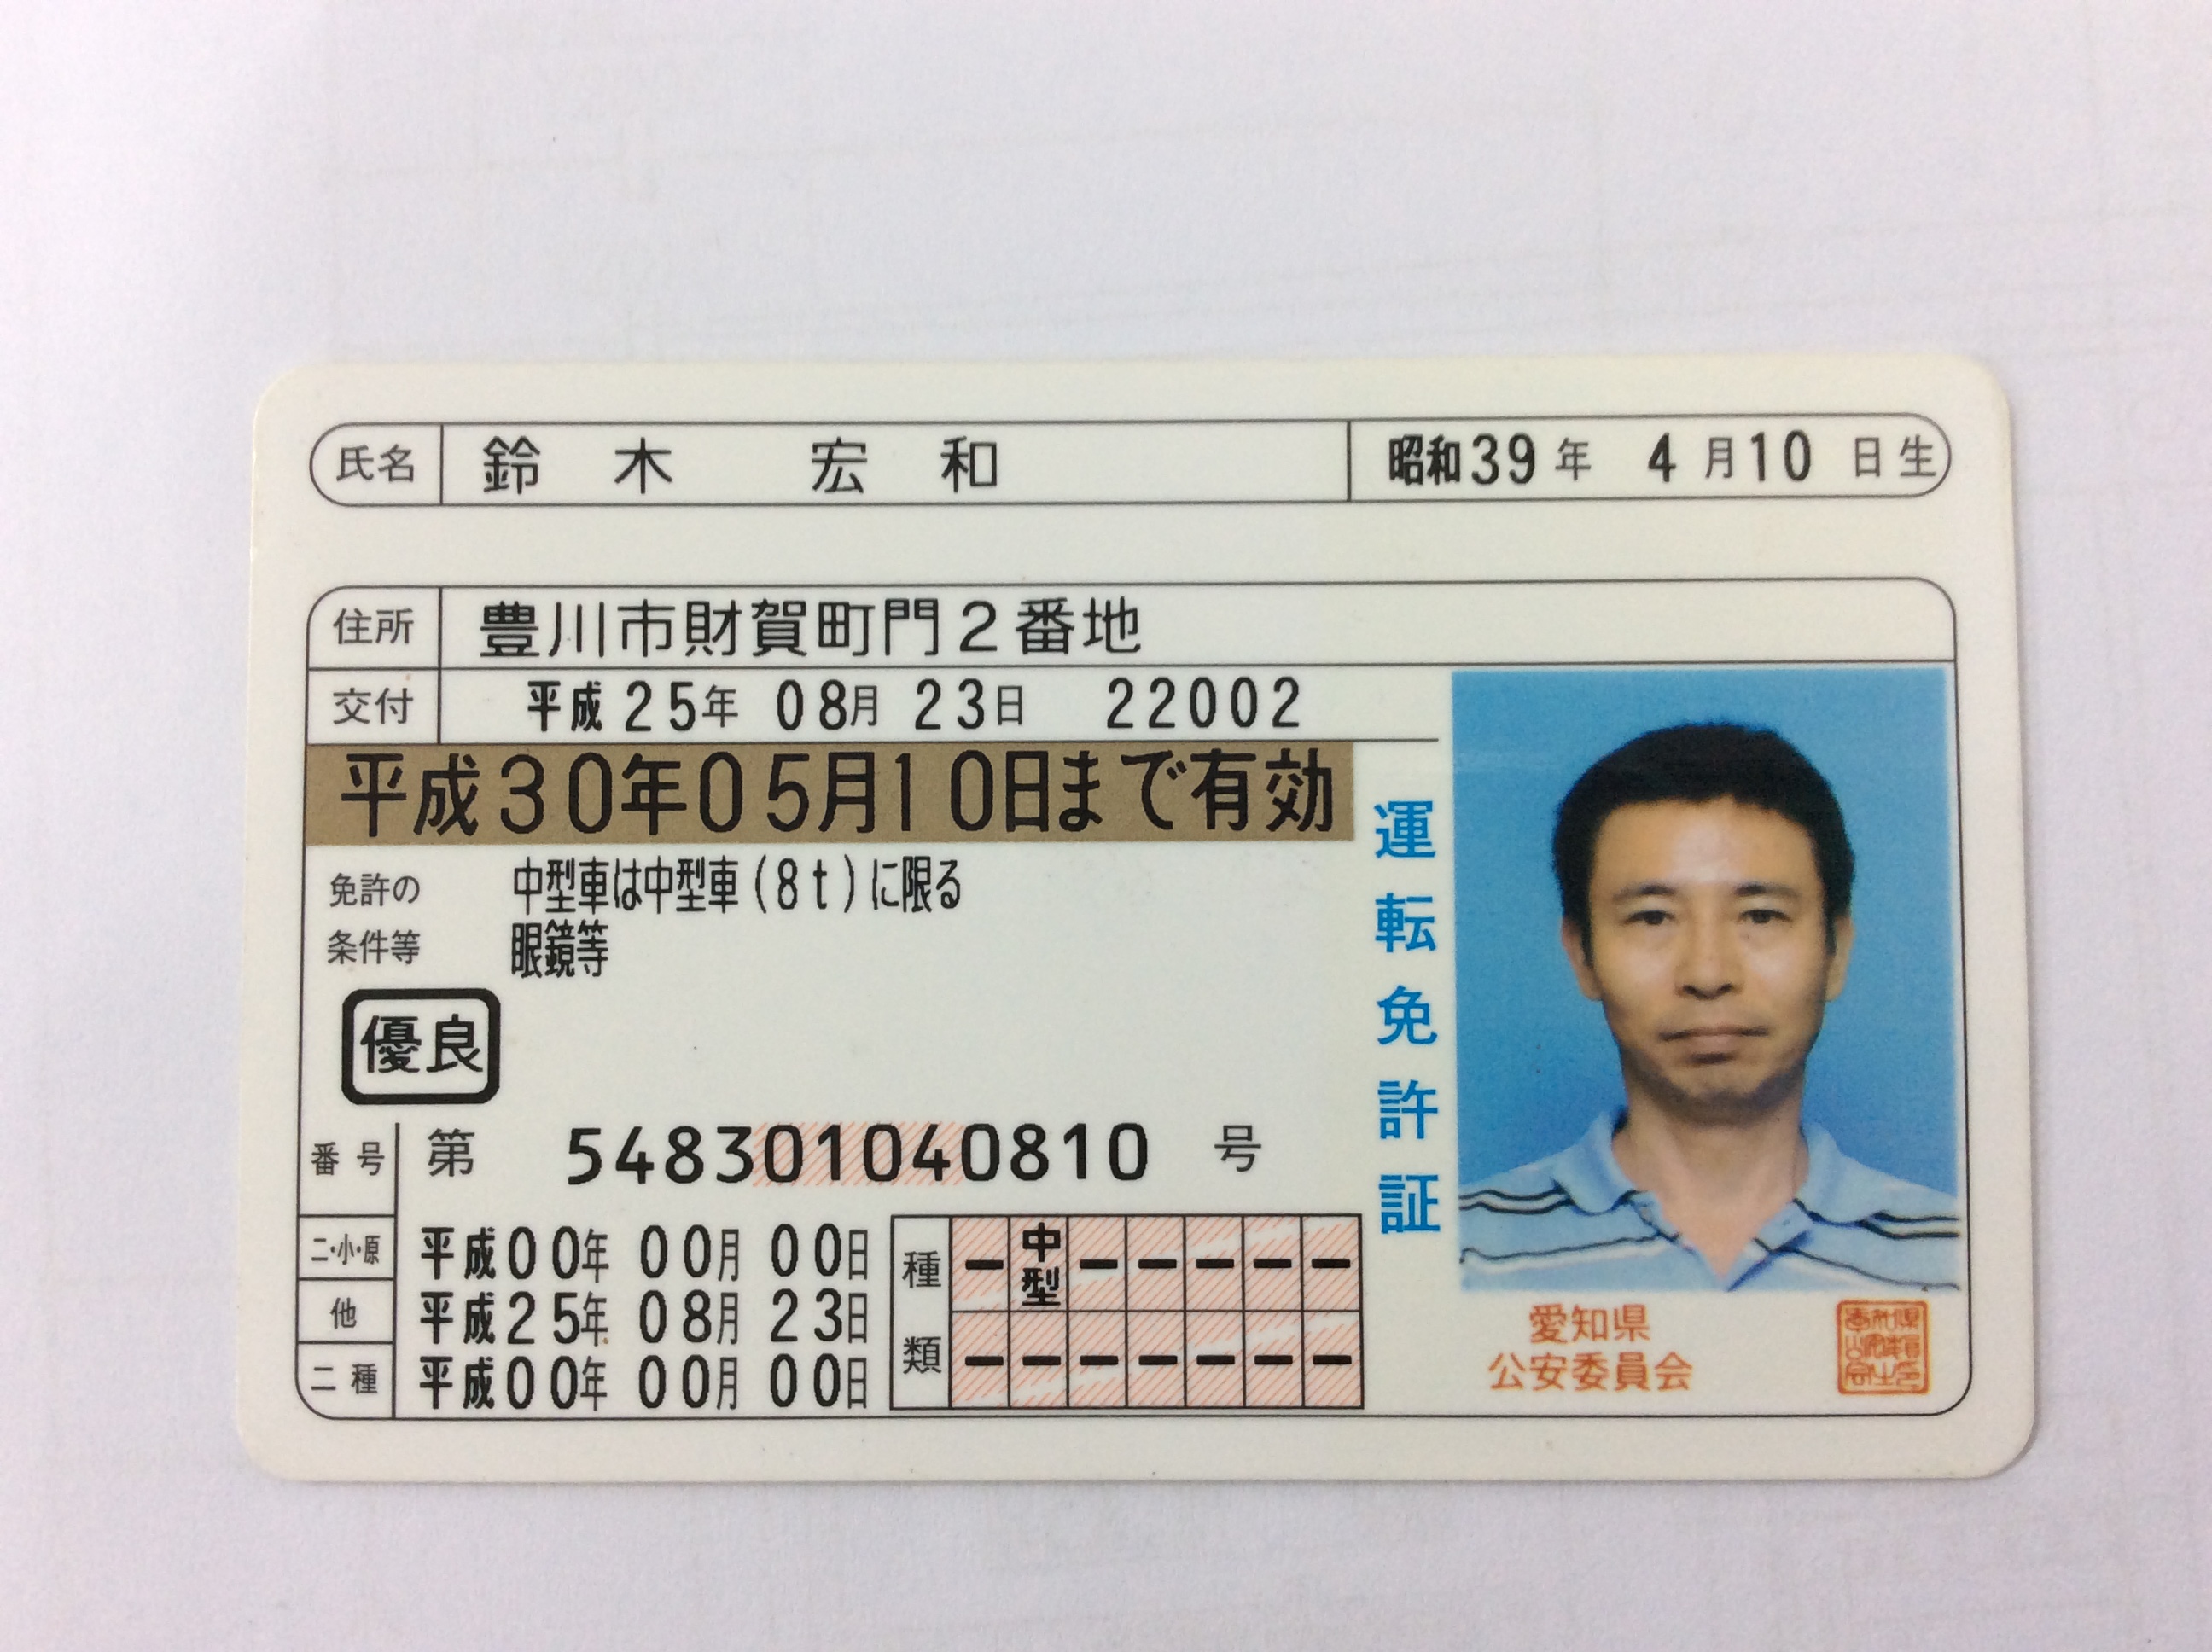 氏名 鈴木 宏和 昭和39年 4月10日生
住所 豊川市財賀町門2番地
交付 平成25年 08月 23日 22002
平成30年05月10日まで有効
免許の 中型車は中型車(8t)に限る
条件等 眼鏡等
優良
番号 第 548301040810 号
二・小・原 平成00年 00月 00日
他 平成25年 08月 23日
二種 平成00年 00月 00日
種類 ー 中型 ー ー ー ー ー
ー ー ー ー ー ー ー
運転免許証
愛知県
公安委員会